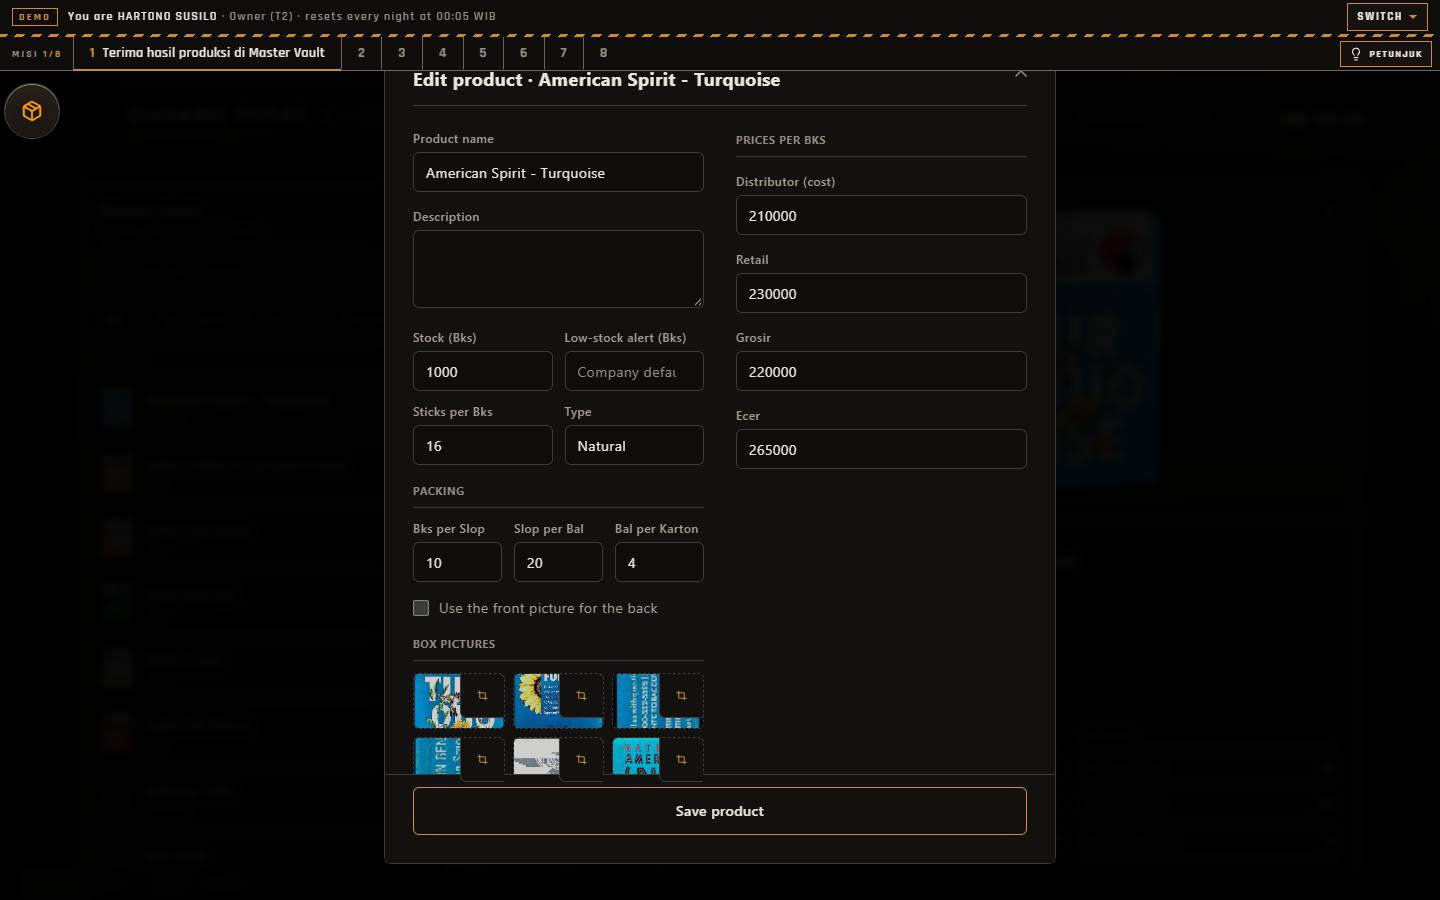 DEMO You are HARTONO SUSILO · Owner (T2) · resets every night at 00:05 WIB SWITCH
MISI 1/8 1 Terima hasil produksi di Master Vault 2 3 4 5 6 7 8 PETUNJUK
Edit product · American Spirit - Turquoise
Product name
American Spirit - Turquoise
Description
Stock (Bks) Low-stock alert (Bks)
1000 Company defau
Sticks per Bks Type
16 Natural
PACKING
Bks per Slop Slop per Bal Bal per Karton
10 20 4
Use the front picture for the back
BOX PICTURES
PRICES PER BKS
Distributor (cost)
210000
Retail
230000
Grosir
220000
Ecer
265000
Save product